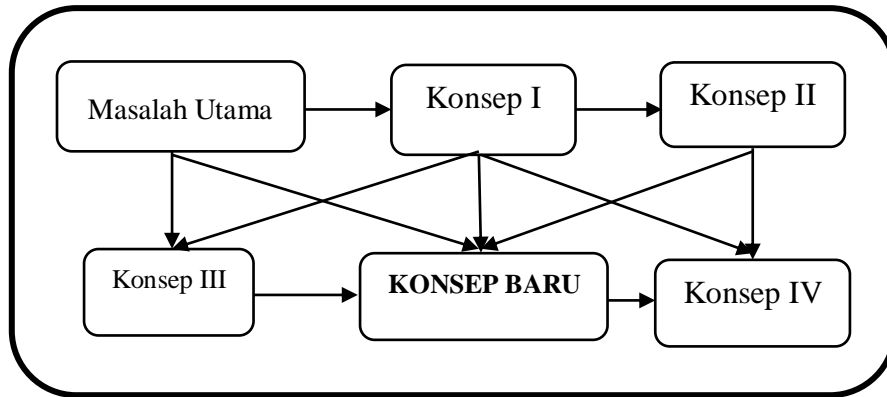 Masalah Utama
Konsep I
Konsep II
Konsep III
KONSEP BARU
Konsep IV